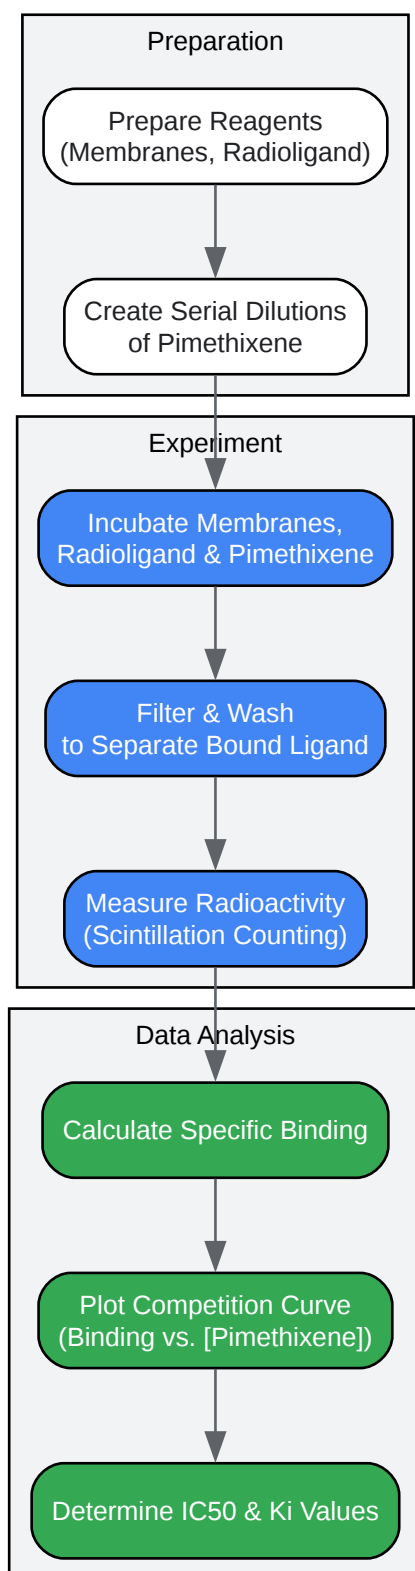 Preparation
Prepare Reagents
(Membranes, Radioligand)
Create Serial Dilutions
of Pimethixene
Experiment
Incubate Membranes,
Radioligand & Pimethixene
Filter & Wash
to Separate Bound Ligand
Measure Radioactivity
(Scintillation Counting)
Data Analysis
Calculate Specific Binding
Plot Competition Curve
(Binding vs. [Pimethixene])
Determine IC50 & Ki Values